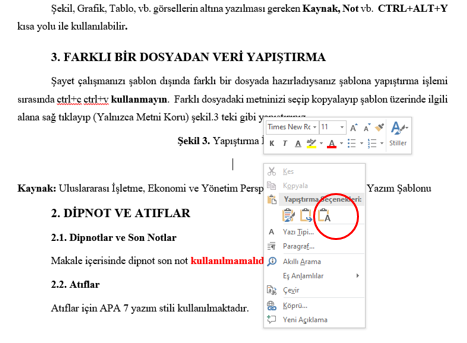 Şekil, Grafik, Tablo, vb. görsellerin altına yazılması gereken Kaynak, Not vb. CTRL+ALT+Y
kısa yolu ile kullanılabilir.
3. FARKLI BİR DOSYADAN VERİ YAPIŞTIRMA
Şayet çalışmanızı şablon dışında farklı bir dosyada hazırladıysanız şablona yapıştırma işlemi
sırasında ctrl+c ctrl+v kullanmayın. Farklı dosyadaki metninizi seçip kopyalayıp şablon üzerinde ilgili
alana sağ tıklayıp (Yalnızca Metni Koru) şekil.3 teki gibi
Times New Ro 11
K T A Stiller
Şekil 3. Yapıştırma
Kes
Kopyala
Yapıştırma Seçenekleri:
Yazı Tipi...
Paragraf...
Akıllı Arama
Eş Anlamlılar
Çevir
Köprü...
Yeni Açıklama
Kaynak: Uluslararası İşletme, Ekonomi ve Yönetim Persp Yazım Şablonu
2. DİPNOT VE ATIFLAR
2.1. Dipnotlar ve Son Notlar
Makale içerisinde dipnot son not kullanılmamalıd
2.2. Atıflar
Atıflar için APA 7 yazım stili kullanılmaktadır.